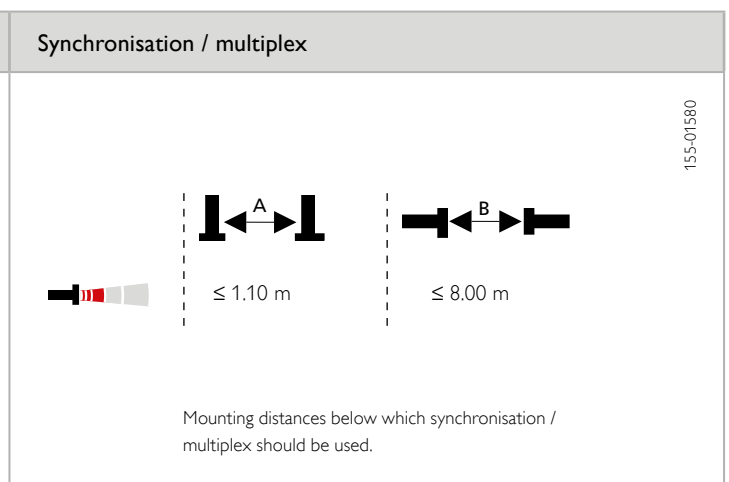 Synchronisation / multiplex
155-01580
A
B
≤ 1.10 m
≤ 8.00 m
Mounting distances below which synchronisation /
multiplex should be used.